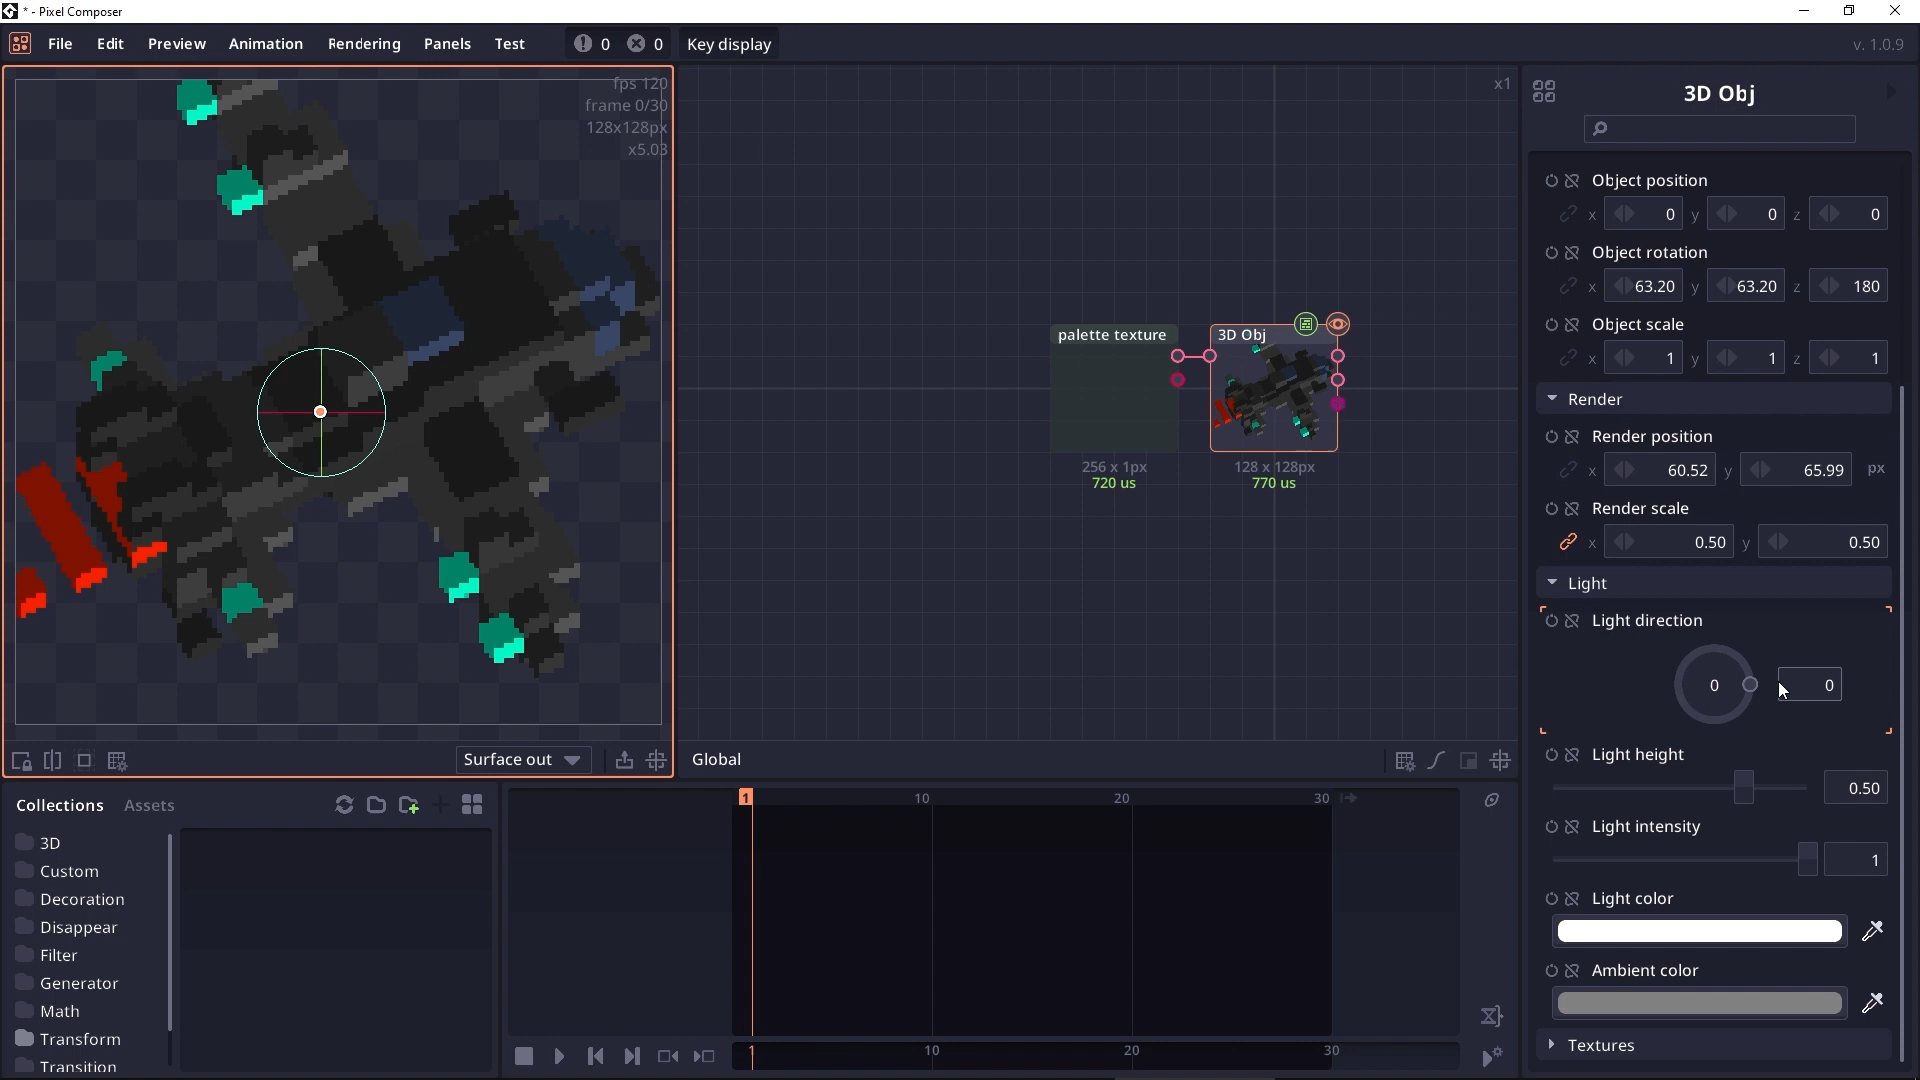 * - Pixel Composer
File Edit Preview Animation Rendering Panels Test 0 0 Key display v. 1.0.9
fps 120
frame 0/30
128x128px
x5.03
Surface out
x1
palette texture
256 x 1px
720 us
3D Obj
128 x 128px
770 us
Global
3D Obj
Object position
x 0 y 0 z 0
Object rotation
x 63.20 y 63.20 z 180
Object scale
x 1 y 1 z 1
Render
Render position
x 60.52 y 65.99 px
Render scale
x 0.50 y 0.50
Light
Light direction
0 0
Light height
0.50
Light intensity
1
Light color
Ambient color
Textures
Collections Assets
3D
Custom
Decoration
Disappear
Filter
Generator
Math
Transform
Transition
1 10 20 30
1 10 20 30